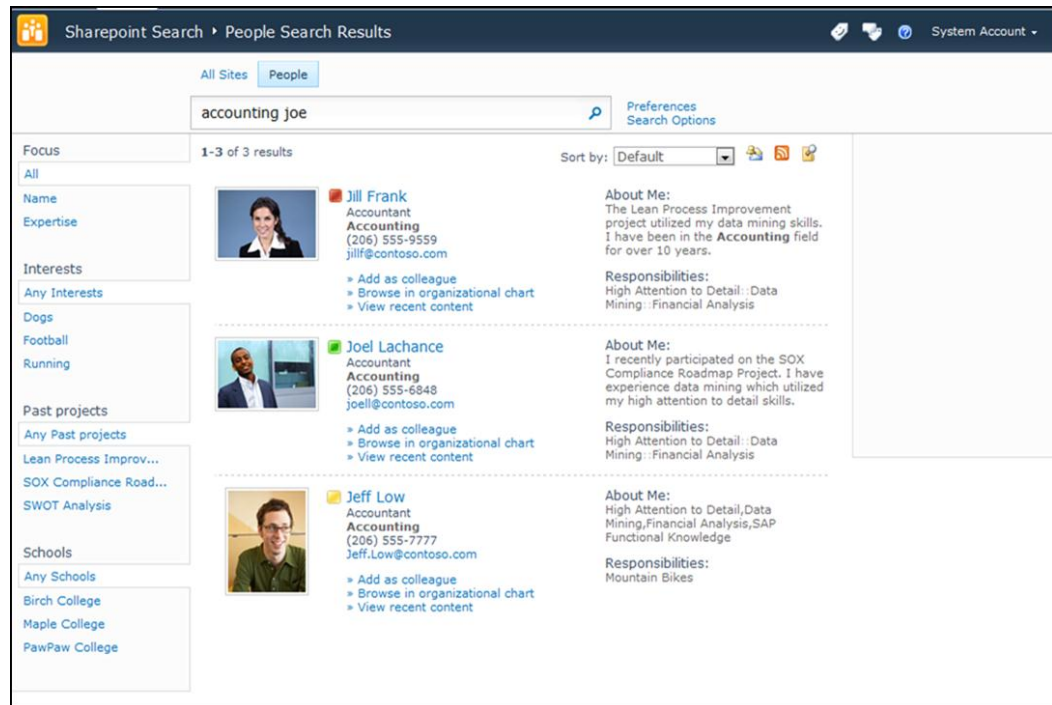 Sharepoint Search ▸ People Search Results
System Account
All Sites People
accounting joe
Preferences
Search Options
Focus
All
Name
Expertise
Interests
Any Interests
Dogs
Football
Running
Past projects
Any Past projects
Lean Process Improv...
SOX Compliance Road...
SWOT Analysis
Schools
Any Schools
Birch College
Maple College
PawPaw College
1-3 of 3 results
Sort by: Default
Jill Frank
Accountant
Accounting
(206) 555-9559
jillf@contoso.com
» Add as colleague
» Browse in organizational chart
» View recent content
About Me:
The Lean Process Improvement
project utilized my data mining skills.
I have been in the Accounting field
for over 10 years.
Responsibilities:
High Attention to Detail::Data
Mining::Financial Analysis
Joel Lachance
Accountant
Accounting
(206) 555-6848
joell@contoso.com
» Add as colleague
» Browse in organizational chart
» View recent content
About Me:
I recently participated on the SOX
Compliance Roadmap Project. I have
experience data mining which utilized
my high attention to detail skills.
Responsibilities:
High Attention to Detail::Data
Mining::Financial Analysis
Jeff Low
Accountant
Accounting
(206) 555-7777
Jeff.Low@contoso.com
» Add as colleague
» Browse in organizational chart
» View recent content
About Me:
High Attention to Detail,Data
Mining,Financial Analysis,SAP
Functional Knowledge
Responsibilities:
Mountain Bikes